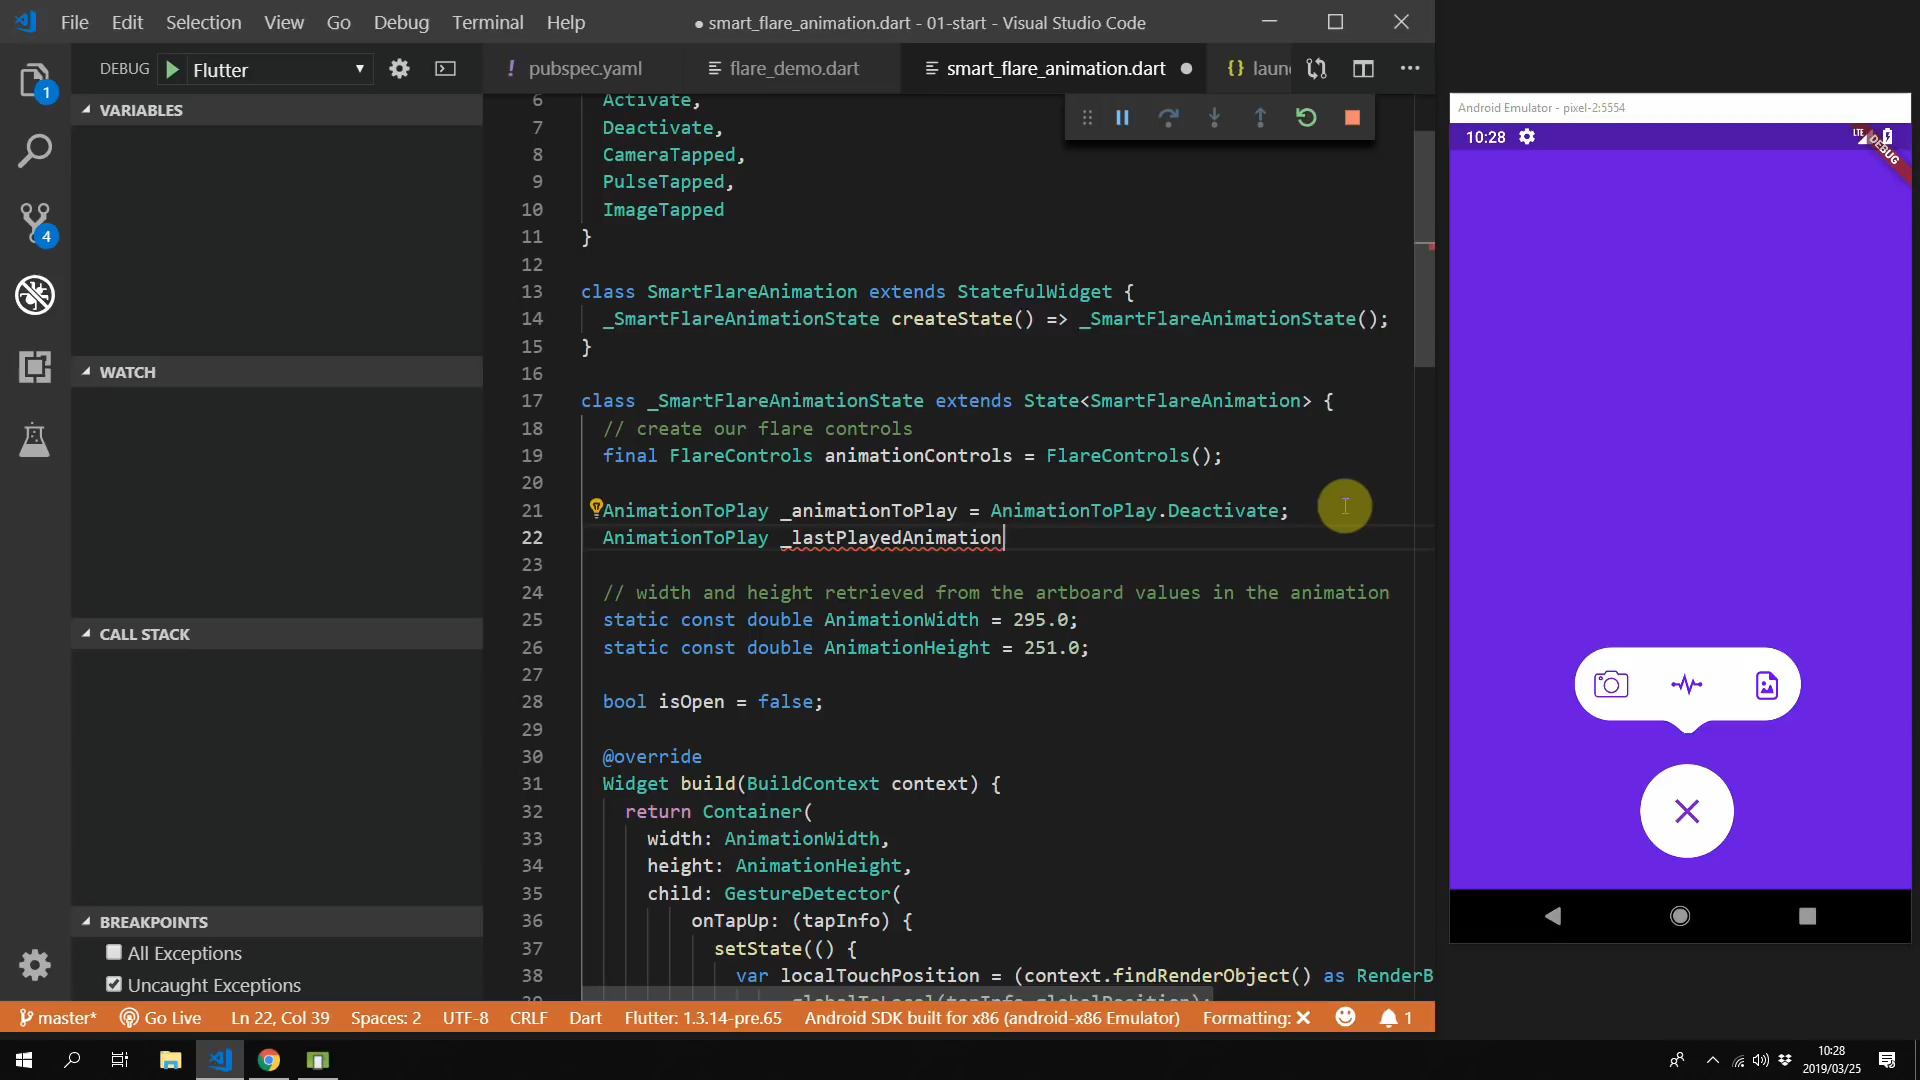 File Edit Selection View Go Debug Terminal Help
● smart_flare_animation.dart - 01-start - Visual Studio Code
DEBUG Flutter
pubspec.yaml
flare_demo.dart
smart_flare_animation.dart
{} laun
1
4
VARIABLES
WATCH
CALL STACK
BREAKPOINTS
All Exceptions
Uncaught Exceptions
6 Activate,
7 Deactivate,
8 CameraTapped,
9 PulseTapped,
10 ImageTapped
11 }
12
13 class SmartFlareAnimation extends StatefulWidget {
14 _SmartFlareAnimationState createState() => _SmartFlareAnimationState();
15 }
16
17 class _SmartFlareAnimationState extends State<SmartFlareAnimation> {
18 // create our flare controls
19 final FlareControls animationControls = FlareControls();
20
21 AnimationToPlay _animationToPlay = AnimationToPlay.Deactivate;
22 AnimationToPlay _lastPlayedAnimation
23
24 // width and height retrieved from the artboard values in the animation
25 static const double AnimationWidth = 295.0;
26 static const double AnimationHeight = 251.0;
27
28 bool isOpen = false;
29
30 @override
31 Widget build(BuildContext context) {
32 return Container(
33 width: AnimationWidth,
34 height: AnimationHeight,
35 child: GestureDetector(
36 onTapUp: (tapInfo) {
37 setState(() {
38 var localTouchPosition = (context.findRenderObject() as RenderB
39 .globalToLocal(tapInfo.globalPosition);
Android Emulator - pixel-2:5554
10:28
LTE
DEBUG
master* Go Live Ln 22, Col 39 Spaces: 2 UTF-8 CRLF Dart Flutter: 1.3.14-pre.65 Android SDK built for x86 (android-x86 Emulator) Formatting: 1
10:28
2019/03/25